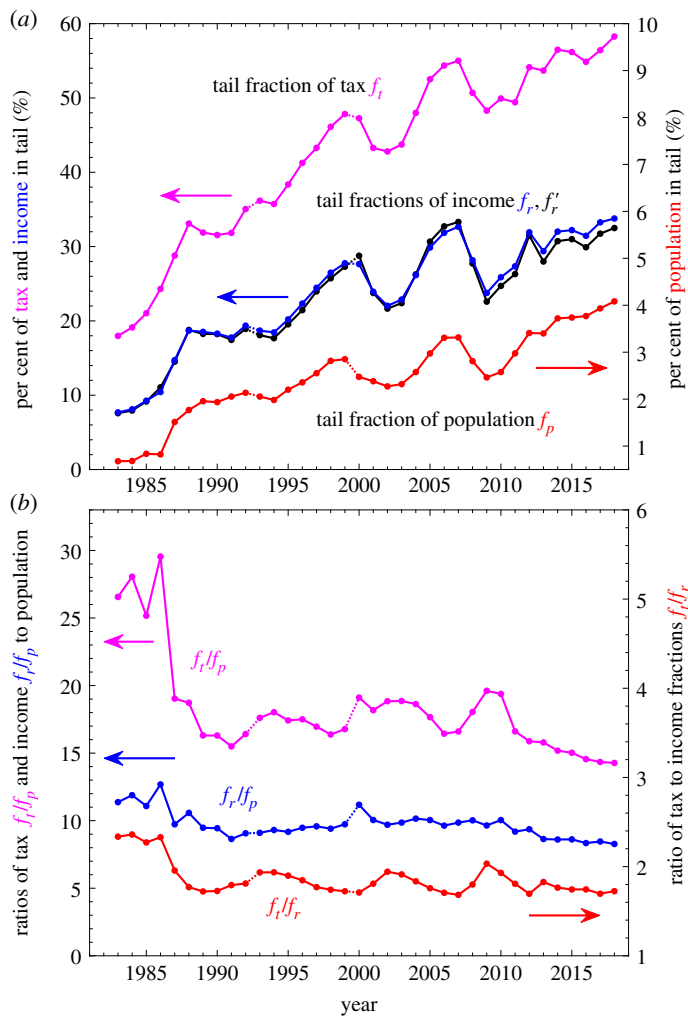 (a)
60
50
40
30
20
10
0
per cent of tax and income in tail (%)
tail fraction of tax f_t
tail fractions of income f_r, f'_r
tail fraction of population f_p
10
9
8
7
6
5
4
3
2
1
per cent of population in tail (%)
1985 1990 1995 2000 2005 2010 2015
(b)
30
25
20
15
10
5
0
ratios of tax f_t/f_p and income f_r/f_p to population
f_t/f_p
f_r/f_p
f_t/f_r
6
5
4
3
2
1
ratio of tax to income fractions f_t/f_r
1985 1990 1995 2000 2005 2010 2015
year